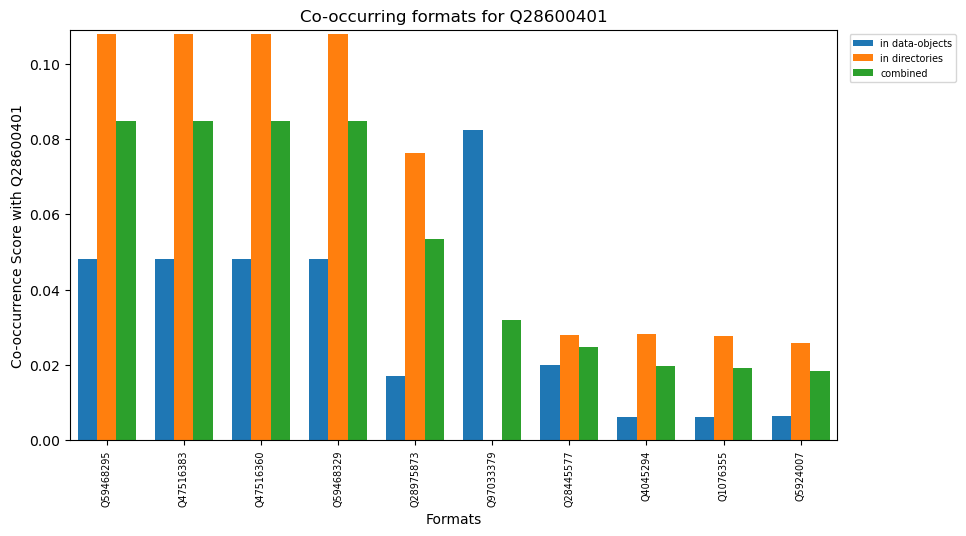 Co-occurring formats for Q28600401
in data-objects
in directories
combined
Co-occurrence Score with Q28600401
0.10
0.08
0.06
0.04
0.02
0.00
Q59468295
Q47516383
Q47516360
Q59468329
Q28975873
Q97033379
Q28445577
Q4045294
Q1076355
Q5924007
Formats